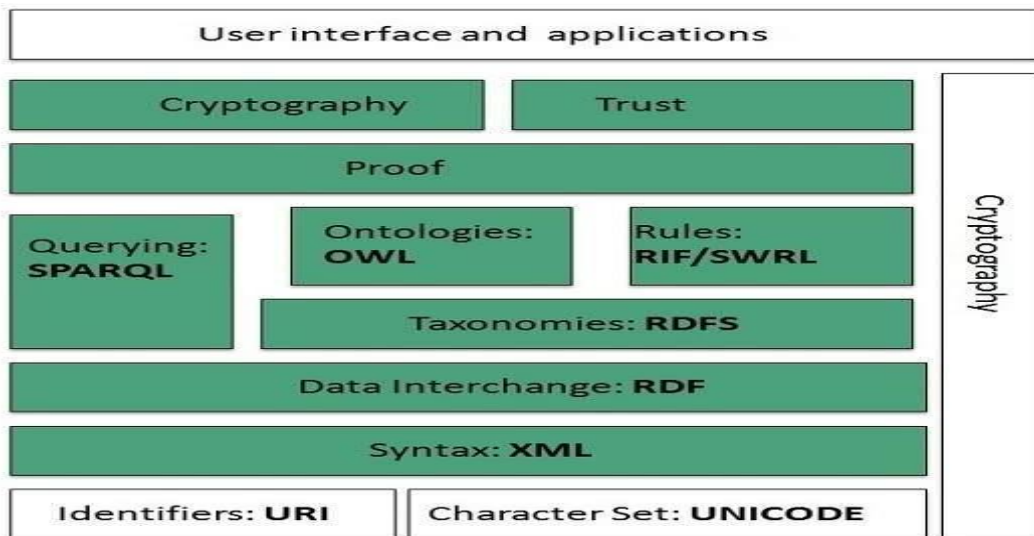 User interface and applications
Cryptography
Trust
Proof
Querying:
SPARQL
Ontologies:
OWL
Rules:
RIF/SWRL
Taxonomies: RDFS
Data Interchange: RDF
Syntax: XML
Identifiers: URI
Character Set: UNICODE
Cryptography